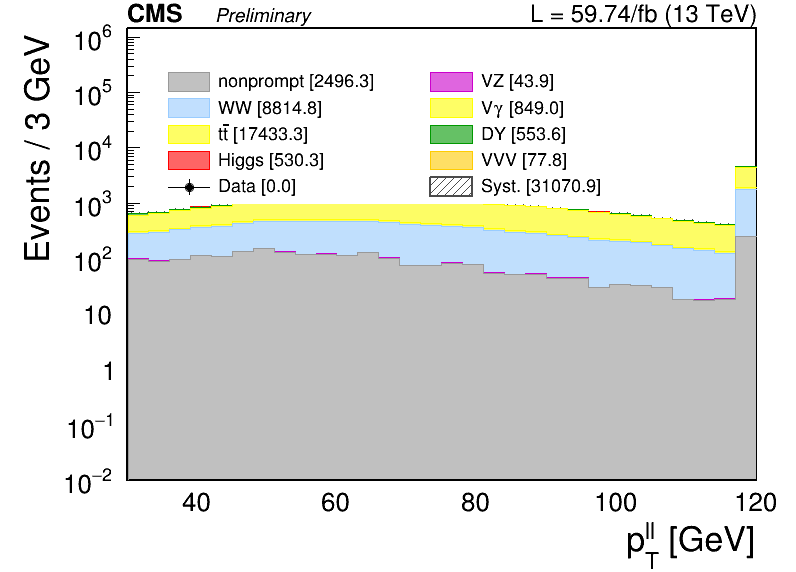 CMS Preliminary L = 59.74/fb (13 TeV)
Events / 3 GeV
10⁶
10⁵
10⁴
10³
10²
10
1
10⁻¹
10⁻²
nonprompt [2496.3] VZ [43.9]
WW [8814.8] Vγ [849.0]
tt̄ [17433.3] DY [553.6]
Higgs [530.3] VVV [77.8]
Data [0.0] Syst. [31070.9]
40 60 80 100 120
p_T^ll [GeV]